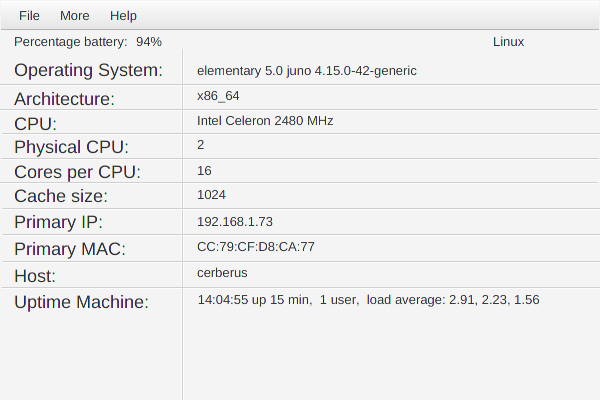 File More Help
Percentage battery: 94% Linux
Operating System: elementary 5.0 juno 4.15.0-42-generic
Architecture: x86_64
CPU: Intel Celeron 2480 MHz
Physical CPU: 2
Cores per CPU: 16
Cache size: 1024
Primary IP: 192.168.1.73
Primary MAC: CC:79:CF:D8:CA:77
Host: cerberus
Uptime Machine: 14:04:55 up 15 min, 1 user, load average: 2.91, 2.23, 1.56